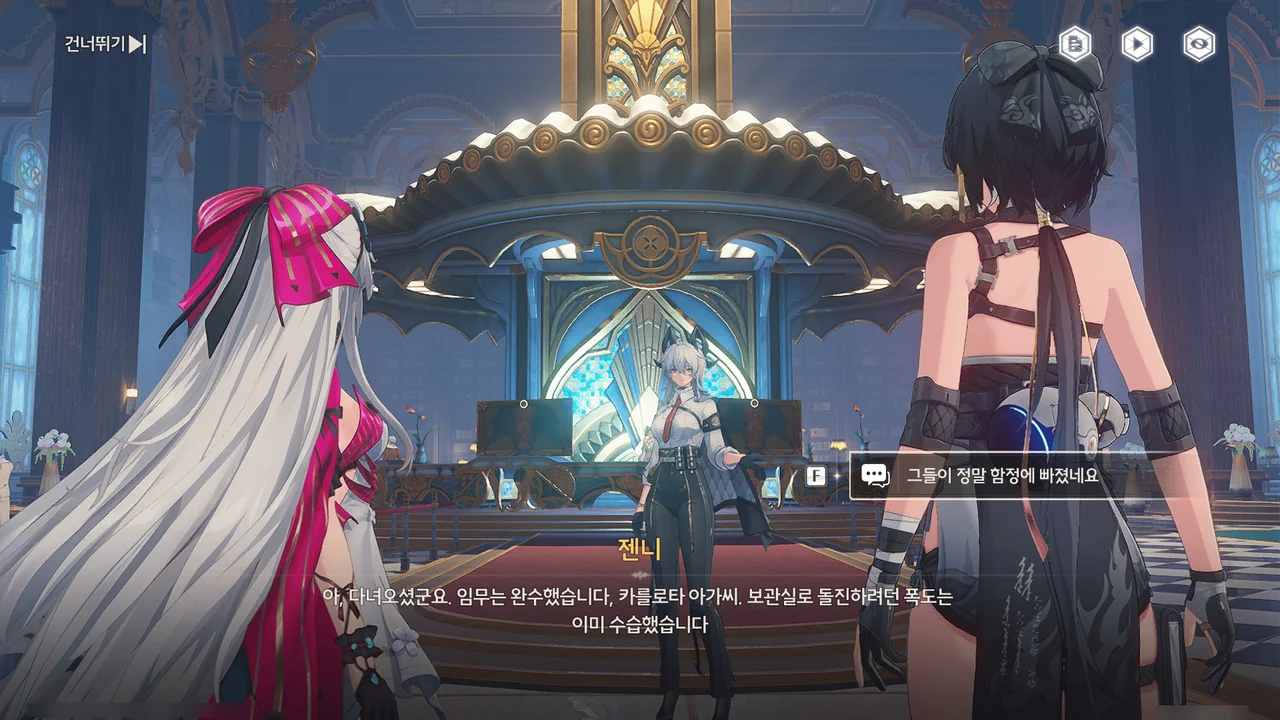 건너뛰기
F
그들이 정말 함정에 빠졌네요
젠니
아, 다녀오셨군요. 임무는 완수했습니다, 카를로타 아가씨. 보관실로 돌진하려던 폭도는
이미 수습했습니다